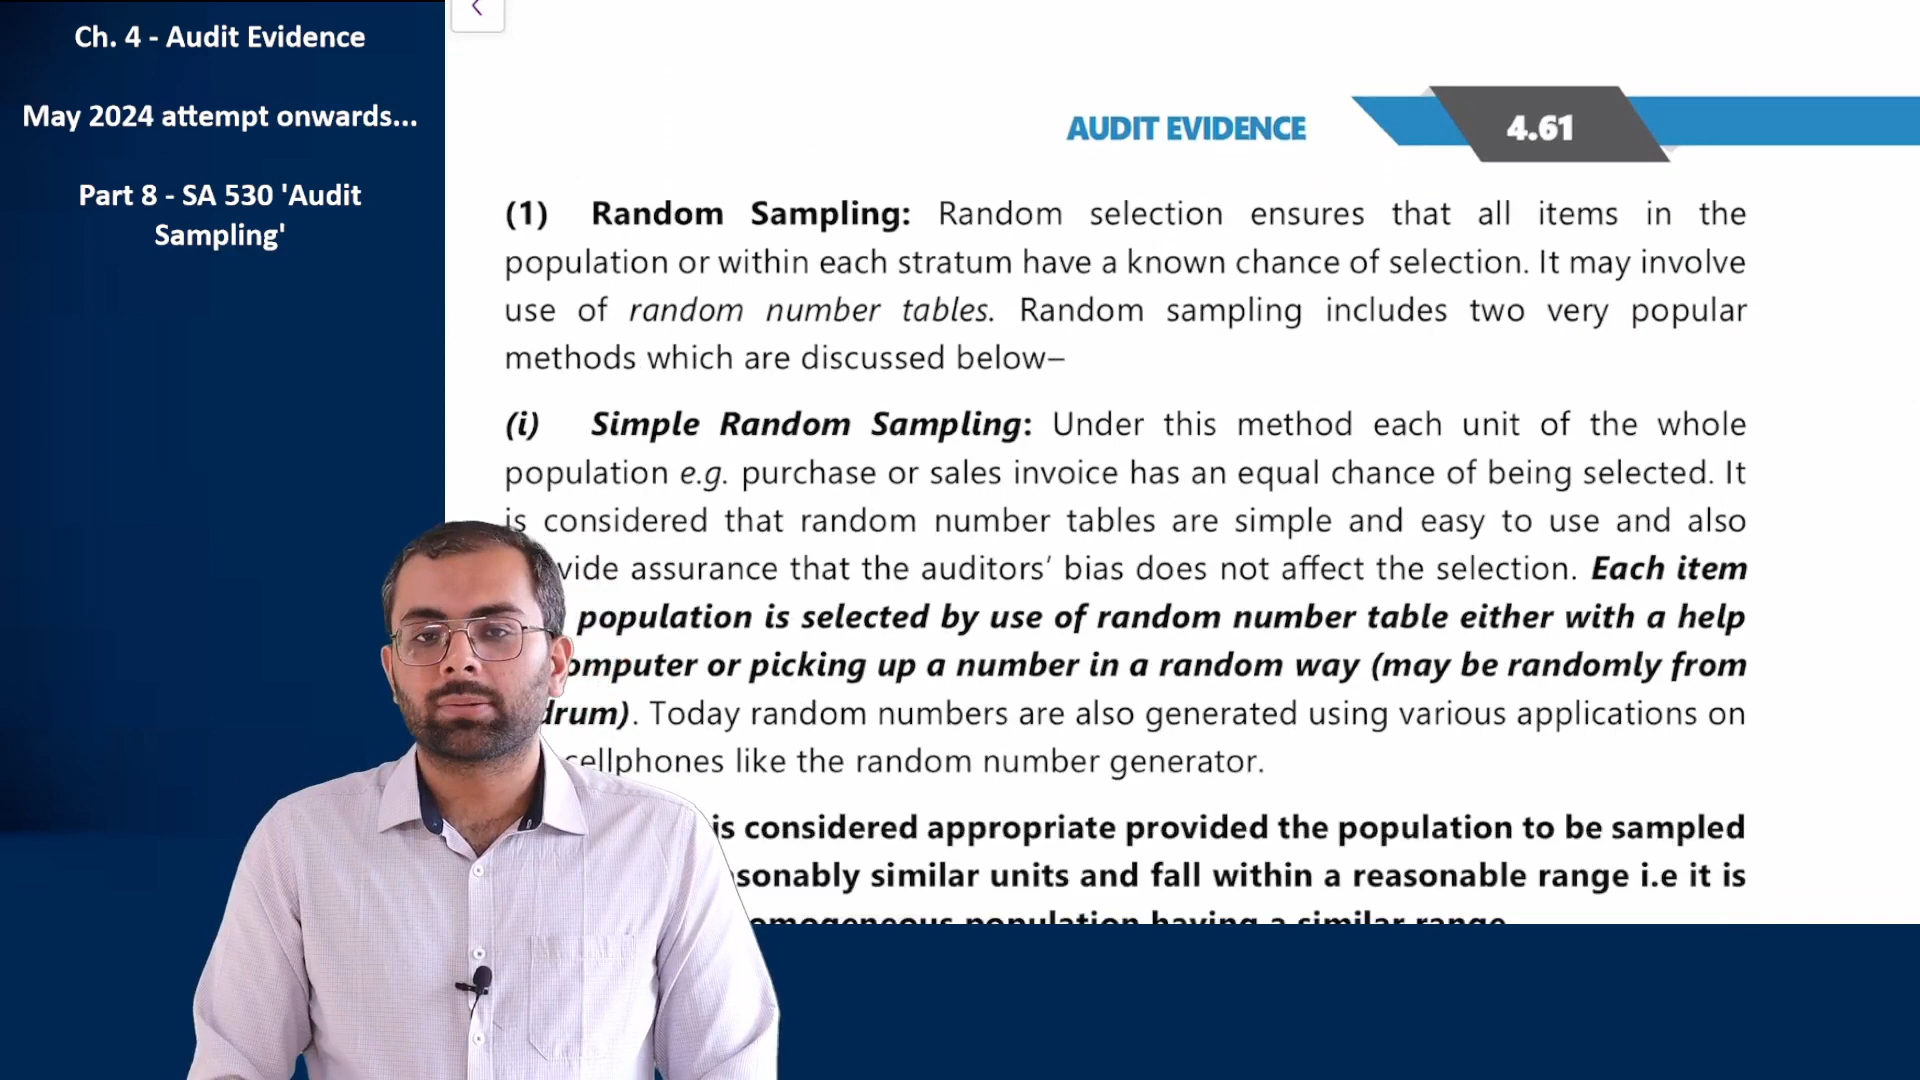 Ch. 4 - Audit Evidence
May 2024 attempt onwards...
Part 8 - SA 530 'Audit
Sampling'
AUDIT EVIDENCE
4.61
(1) Random Sampling: Random selection ensures that all items in the
population or within each stratum have a known chance of selection. It may involve
use of random number tables. Random sampling includes two very popular
methods which are discussed below–
(i) Simple Random Sampling: Under this method each unit of the whole
population e.g. purchase or sales invoice has an equal chance of being selected. It
is considered that random number tables are simple and easy to use and also
vide assurance that the auditors’ bias does not affect the selection. Each item
population is selected by use of random number table either with a help
omputer or picking up a number in a random way (may be randomly from
drum). Today random numbers are also generated using various applications on
cellphones like the random number generator.
is considered appropriate provided the population to be sampled
sonably similar units and fall within a reasonable range i.e it is
omogeneous population having a similar range